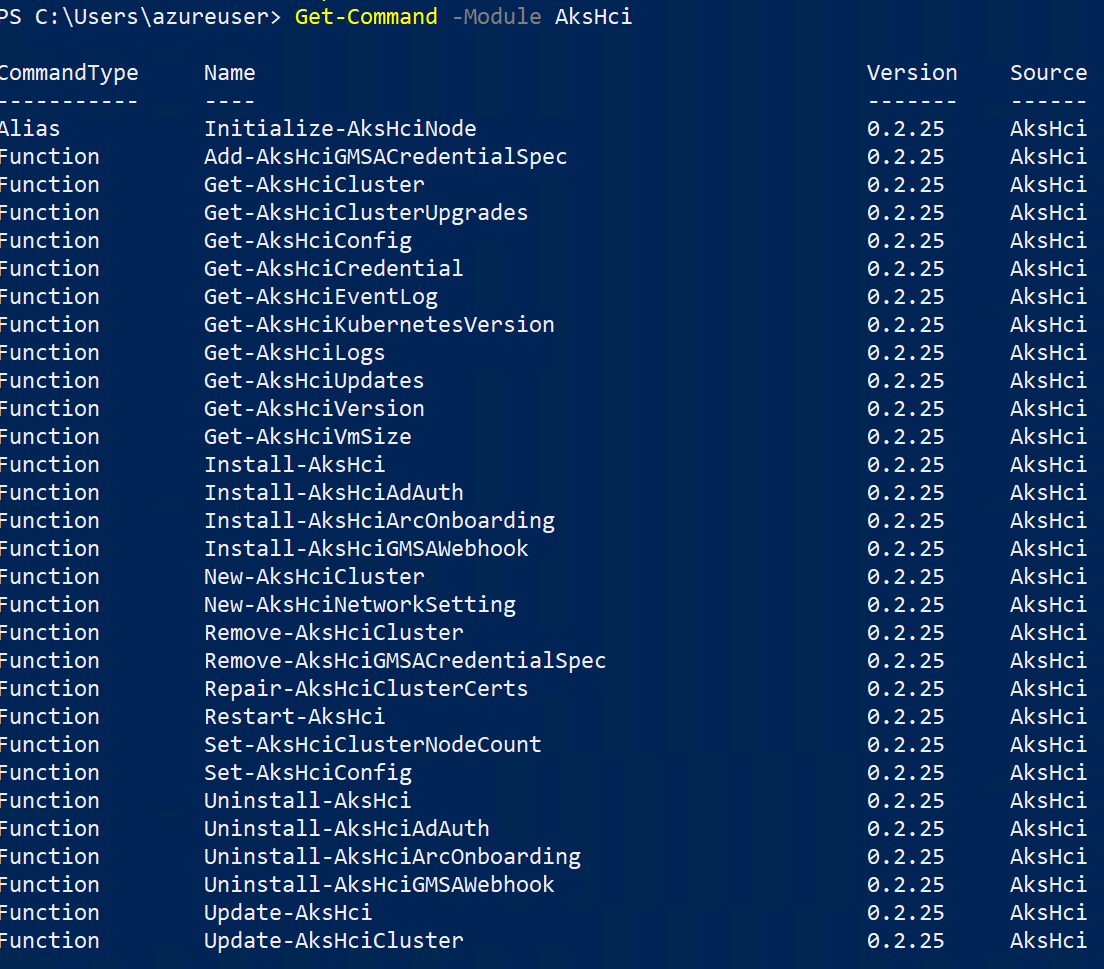 PS C:\Users\azureuser> Get-Command -Module AksHci
CommandType Name Version Source
----------- ---- ------- ------
Alias Initialize-AksHciNode 0.2.25 AksHci
Function Add-AksHciGMSACredentialSpec 0.2.25 AksHci
Function Get-AksHciCluster 0.2.25 AksHci
Function Get-AksHciClusterUpgrades 0.2.25 AksHci
Function Get-AksHciConfig 0.2.25 AksHci
Function Get-AksHciCredential 0.2.25 AksHci
Function Get-AksHciEventLog 0.2.25 AksHci
Function Get-AksHciKubernetesVersion 0.2.25 AksHci
Function Get-AksHciLogs 0.2.25 AksHci
Function Get-AksHciUpdates 0.2.25 AksHci
Function Get-AksHciVersion 0.2.25 AksHci
Function Get-AksHciVmSize 0.2.25 AksHci
Function Install-AksHci 0.2.25 AksHci
Function Install-AksHciAdAuth 0.2.25 AksHci
Function Install-AksHciArcOnboarding 0.2.25 AksHci
Function Install-AksHciGMSAWebhook 0.2.25 AksHci
Function New-AksHciCluster 0.2.25 AksHci
Function New-AksHciNetworkSetting 0.2.25 AksHci
Function Remove-AksHciCluster 0.2.25 AksHci
Function Remove-AksHciGMSACredentialSpec 0.2.25 AksHci
Function Repair-AksHciClusterCerts 0.2.25 AksHci
Function Restart-AksHci 0.2.25 AksHci
Function Set-AksHciClusterNodeCount 0.2.25 AksHci
Function Set-AksHciConfig 0.2.25 AksHci
Function Uninstall-AksHci 0.2.25 AksHci
Function Uninstall-AksHciAdAuth 0.2.25 AksHci
Function Uninstall-AksHciArcOnboarding 0.2.25 AksHci
Function Uninstall-AksHciGMSAWebhook 0.2.25 AksHci
Function Update-AksHci 0.2.25 AksHci
Function Update-AksHciCluster 0.2.25 AksHci